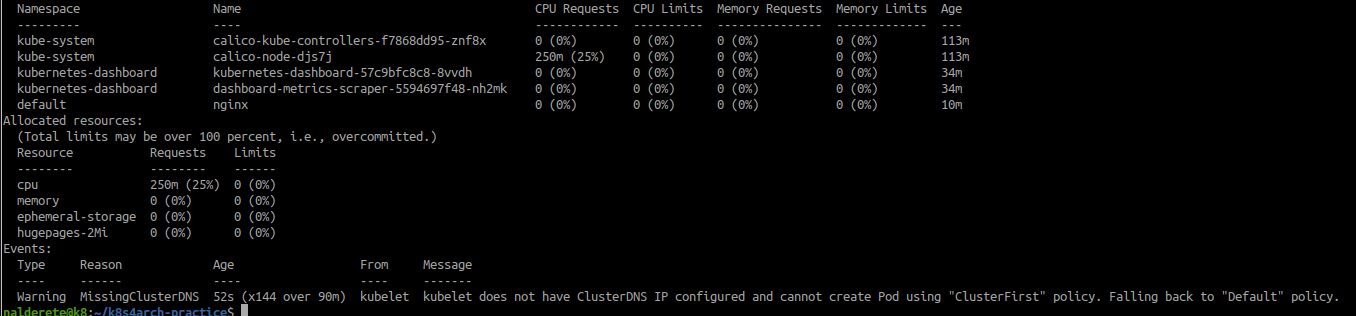 Namespace Name CPU Requests CPU Limits Memory Requests Memory Limits Age
--------- ---- ------------ ---------- --------------- ------------- ---
kube-system calico-kube-controllers-f7868dd95-znf8x 0 (0%) 0 (0%) 0 (0%) 0 (0%) 113m
kube-system calico-node-djs7j 250m (25%) 0 (0%) 0 (0%) 0 (0%) 113m
kubernetes-dashboard kubernetes-dashboard-57c9bfc8c8-8vvdh 0 (0%) 0 (0%) 0 (0%) 0 (0%) 34m
kubernetes-dashboard dashboard-metrics-scraper-5594697f48-nh2mk 0 (0%) 0 (0%) 0 (0%) 0 (0%) 34m
default nginx 0 (0%) 0 (0%) 0 (0%) 0 (0%) 10m
Allocated resources:
(Total limits may be over 100 percent, i.e., overcommitted.)
Resource Requests Limits
-------- -------- ------
cpu 250m (25%) 0 (0%)
memory 0 (0%) 0 (0%)
ephemeral-storage 0 (0%) 0 (0%)
hugepages-2Mi 0 (0%) 0 (0%)
Events:
Type Reason Age From Message
---- ------ ---- ---- -------
Warning MissingClusterDNS 52s (x144 over 90m) kubelet kubelet does not have ClusterDNS IP configured and cannot create Pod using "ClusterFirst" policy. Falling back to "Default" policy.
nalderete@k8:~/k8s4arch-practice$